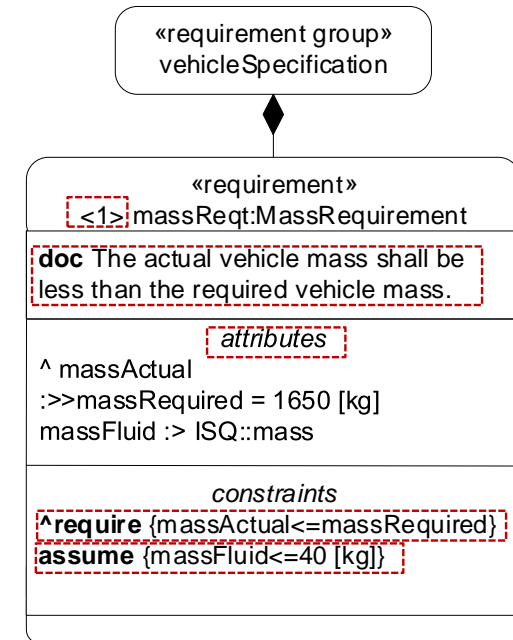 «requirement group»
vehicleSpecification
«requirement»
<1> massReqt:MassRequirement
doc The actual vehicle mass shall be
less than the required vehicle mass.
attributes
^ massActual
:>>massRequired = 1650 [kg]
massFluid :> ISQ::mass
constraints
^require {massActual<=massRequired}
assume {massFluid<=40 [kg]}